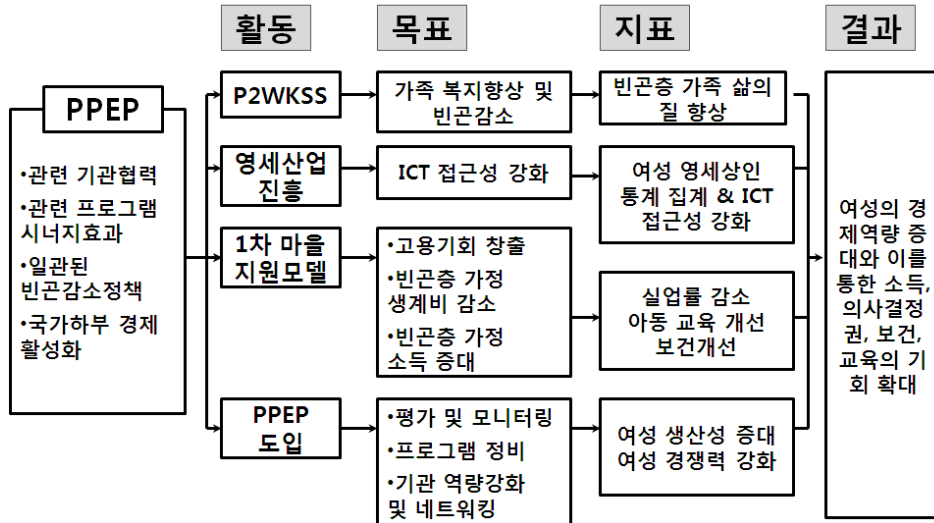 활동
목표
지표
결과
PPEP
•관련 기관협력
•관련 프로그램
시너지효과
•일관된
빈곤감소정책
•국가하부 경제
활성화
P2WKSS
가족 복지향상 및
빈곤감소
빈곤층 가족 삶의
질 향상
영세산업
진흥
ICT 접근성 강화
여성 영세상인
통계 집계 & ICT
접근성 강화
1차 마을
지원모델
•고용기회 창출
•빈곤층 가정
생계비 감소
•빈곤층 가정
소득 증대
실업률 감소
아동 교육 개선
보건개선
PPEP
도입
•평가 및 모니터링
•프로그램 정비
•기관 역량강화
및 네트워킹
여성 생산성 증대
여성 경쟁력 강화
여성의 경
제역량 증
대와 이를
통한 소득,
의사결정
권, 보건,
교육의 기
회 확대